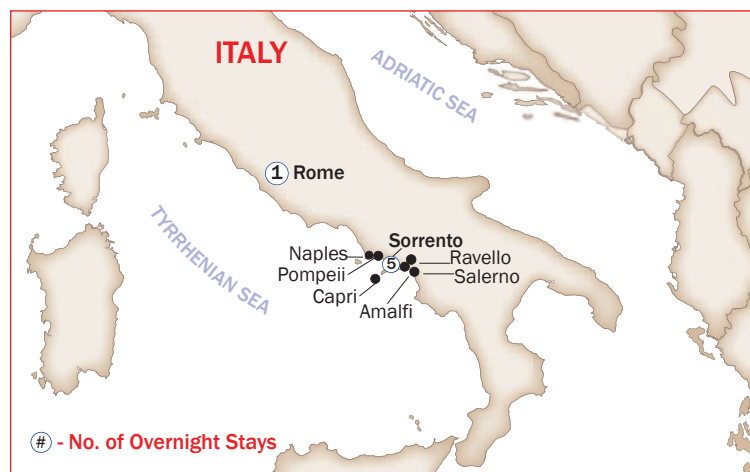 ITALY
ADRIATIC SEA
1 Rome
TYRRHENIAN SEA
Sorrento
Naples
5
Ravello
Pompeii
Salerno
Capri
Amalfi
# - No. of Overnight Stays